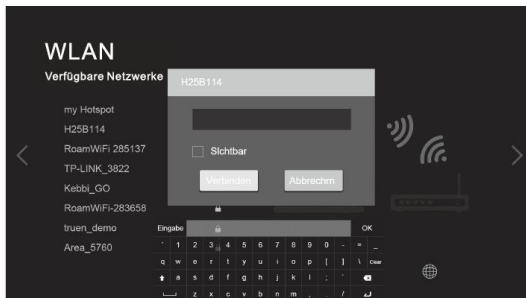 WLAN
Verfügbare Netzwerke
H25B114
my Hotspot
H25B114
RoamWiFi 285137
TP-LINK_3822
Kebbi_GO
RoamWiFi-283658
truen_demo
Area_5760
SIchtbar
Verbinden
Abbrechm
Eingabe OK
` 1 2 3 4 5 6 7 8 9 0 - = _
q w e r t y u i o p [ ] \ Clear
a s d f g h j k l ; '
z x c v b n m , . /